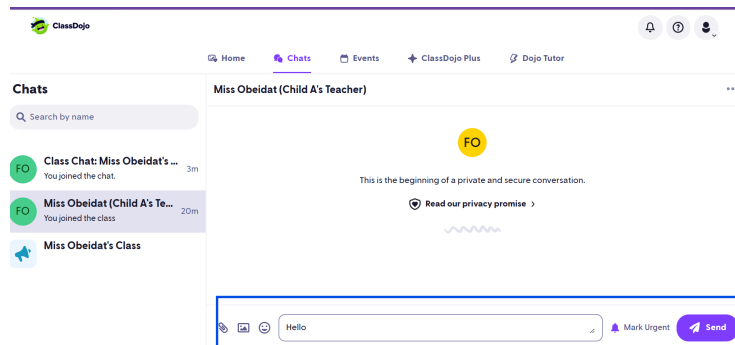 ClassDojo
Home Chats Events ClassDojo Plus Dojo Tutor
Chats
Search by name
FO Class Chat: Miss Obeidat's ... 3m
You joined the chat.
FO Miss Obeidat (Child A's Te... 20m
You joined the class
Miss Obeidat's Class
Miss Obeidat (Child A's Teacher)
FO
This is the beginning of a private and secure conversation.
Read our privacy promise
Hello Mark Urgent Send